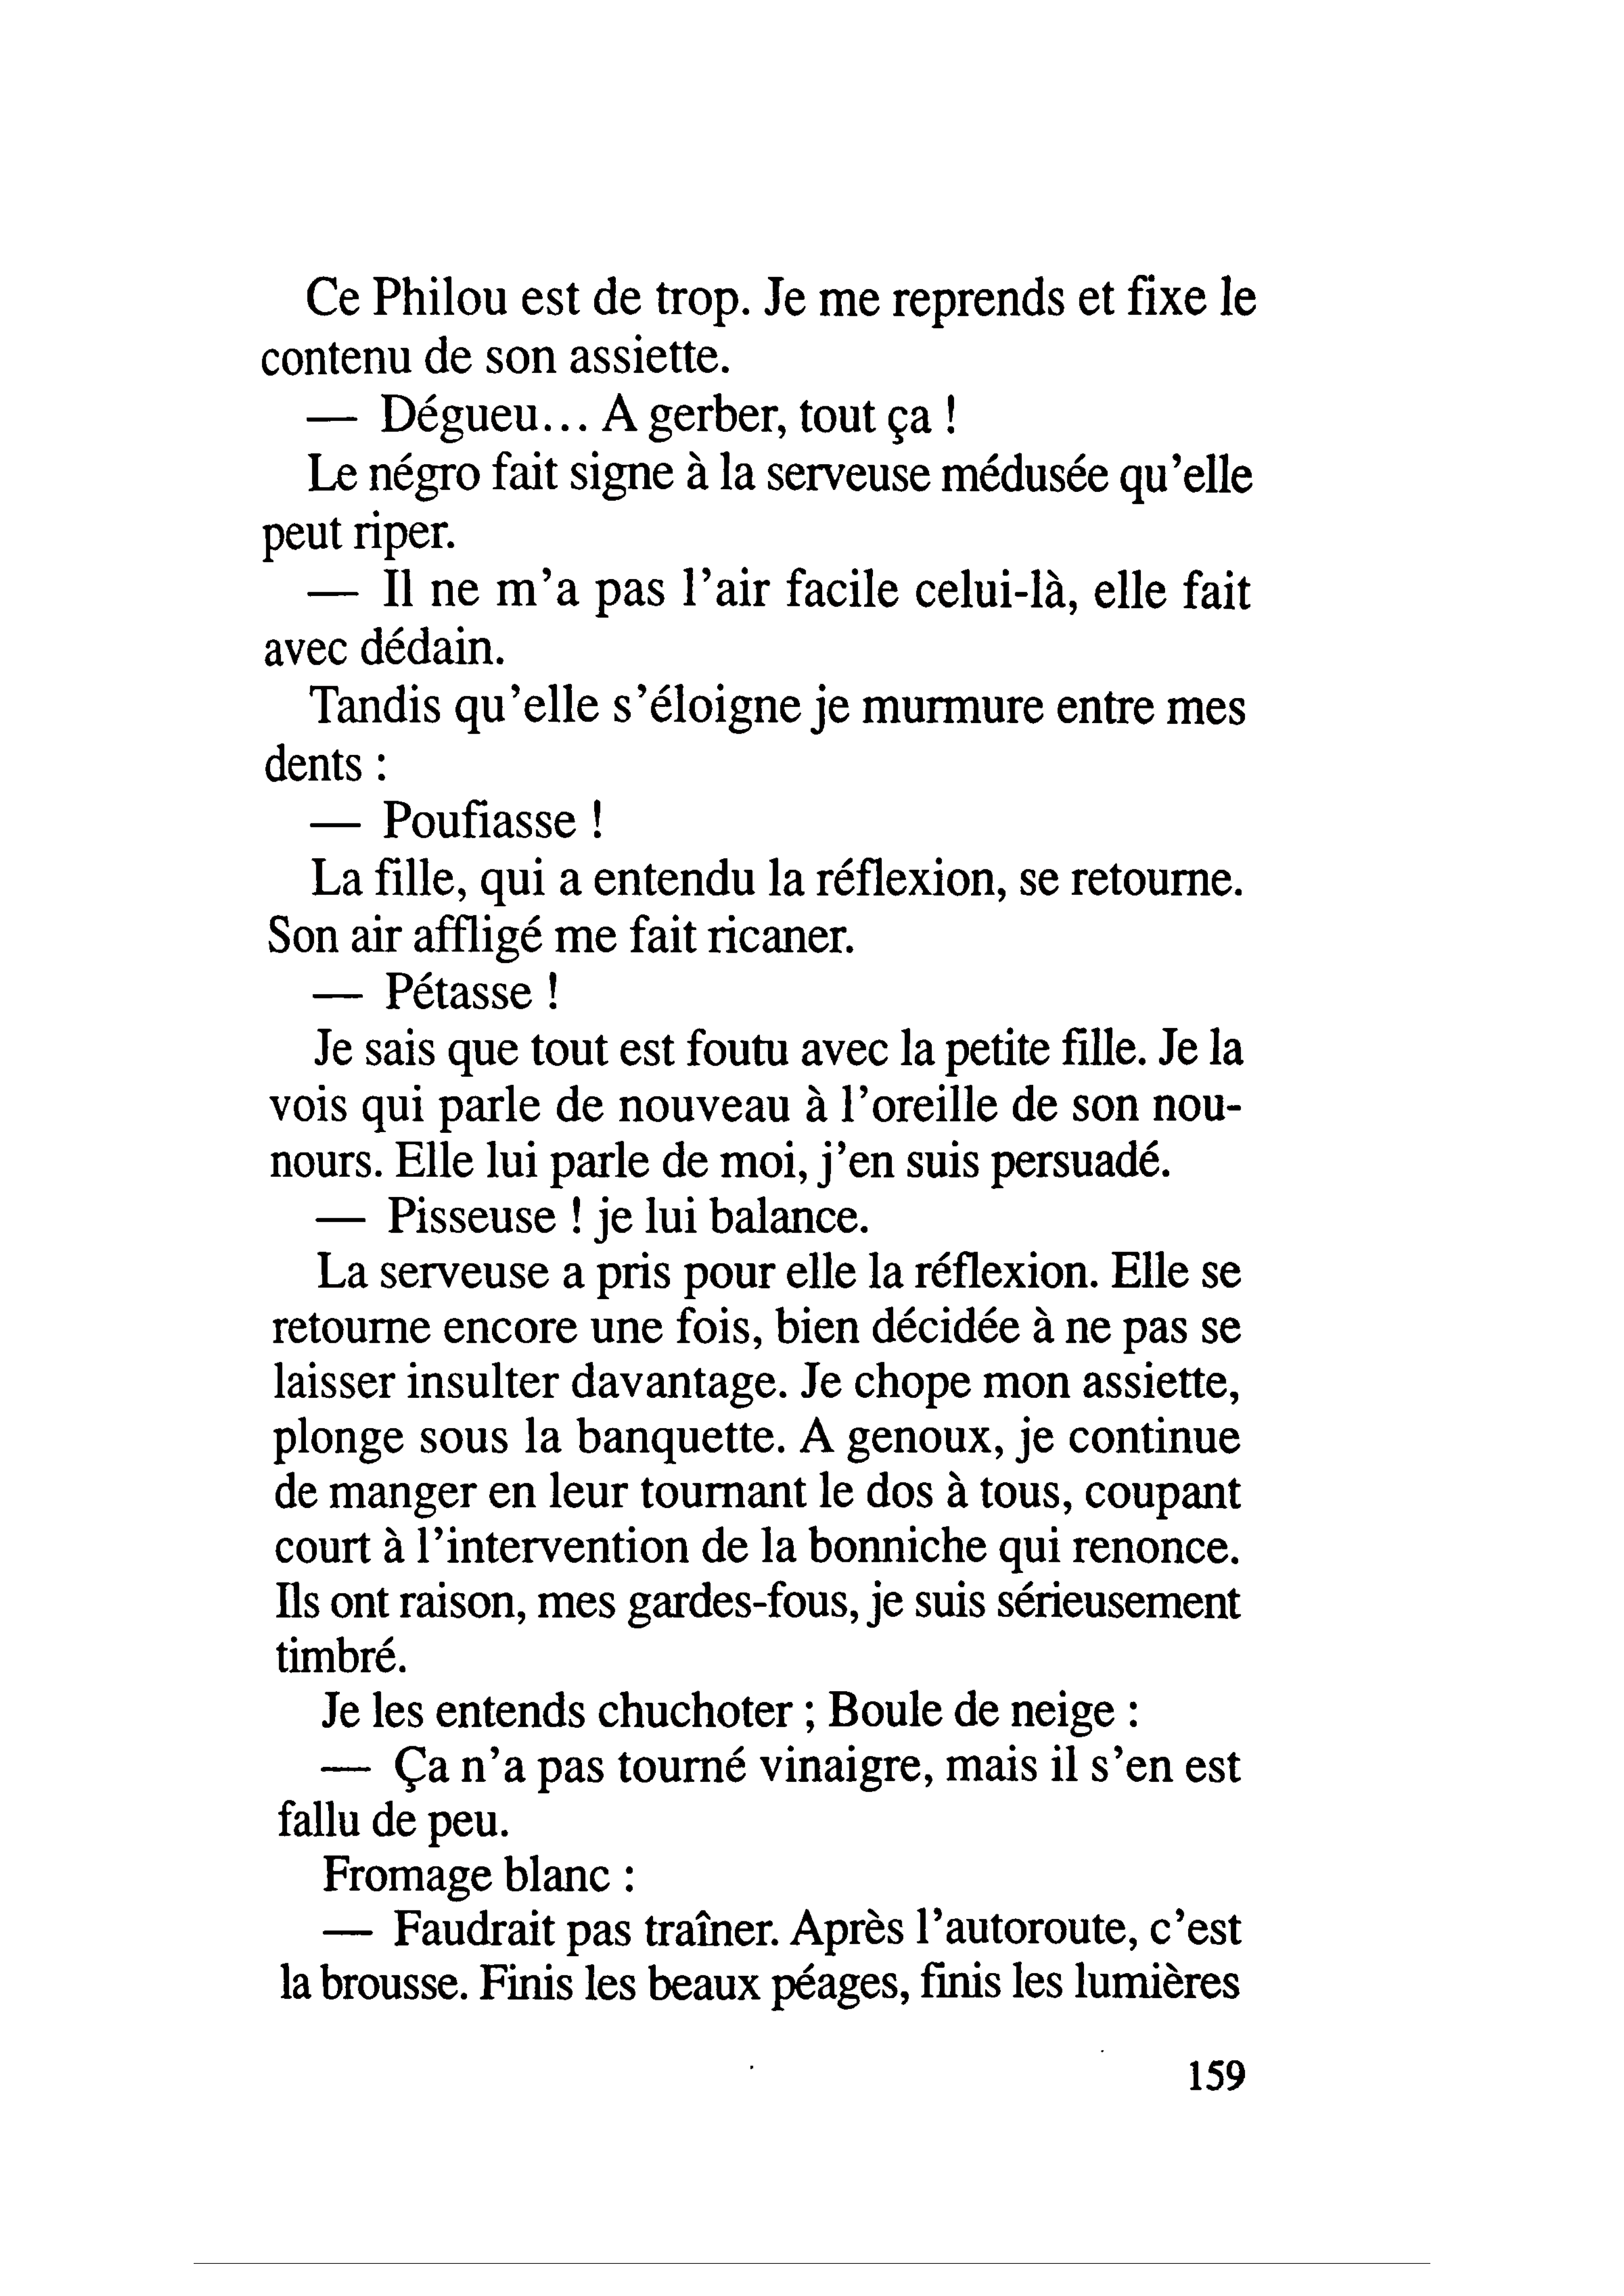 Ce Philou est de trop. Je me reprends et fixe le
contenu de son assiette.
— Dégueu... A gerber, tout ça !
Le négro fait signe à la serveuse médusée qu'elle
peut riper.
— Il ne m'a pas l'air facile celui-là, elle fait
avec dédain.
Tandis qu'elle s'éloigne je murmure entre mes
dents :
— Poufiasse !
La fille, qui a entendu la réflexion, se retourne.
Son air affligé me fait ricaner.
— Pétasse !
Je sais que tout est foutu avec la petite fille. Je la
vois qui parle de nouveau à l'oreille de son nou-
nours. Elle lui parle de moi, j'en suis persuadé.
— Pisseuse ! je lui balance.
La serveuse a pris pour elle la réflexion. Elle se
retourne encore une fois, bien décidée à ne pas se
laisser insulter davantage. Je chope mon assiette,
plonge sous la banquette. A genoux, je continue
de manger en leur tournant le dos à tous, coupant
court à l'intervention de la bonniche qui renonce.
Ils ont raison, mes gardes-fous, je suis sérieusement
timbré.
Je les entends chuchoter ; Boule de neige :
— Ça n'a pas tourné vinaigre, mais il s'en est
fallu de peu.
Fromage blanc :
— Faudrait pas traîner. Après l'autoroute, c'est
la brousse. Finis les beaux péages, finis les lumières
159